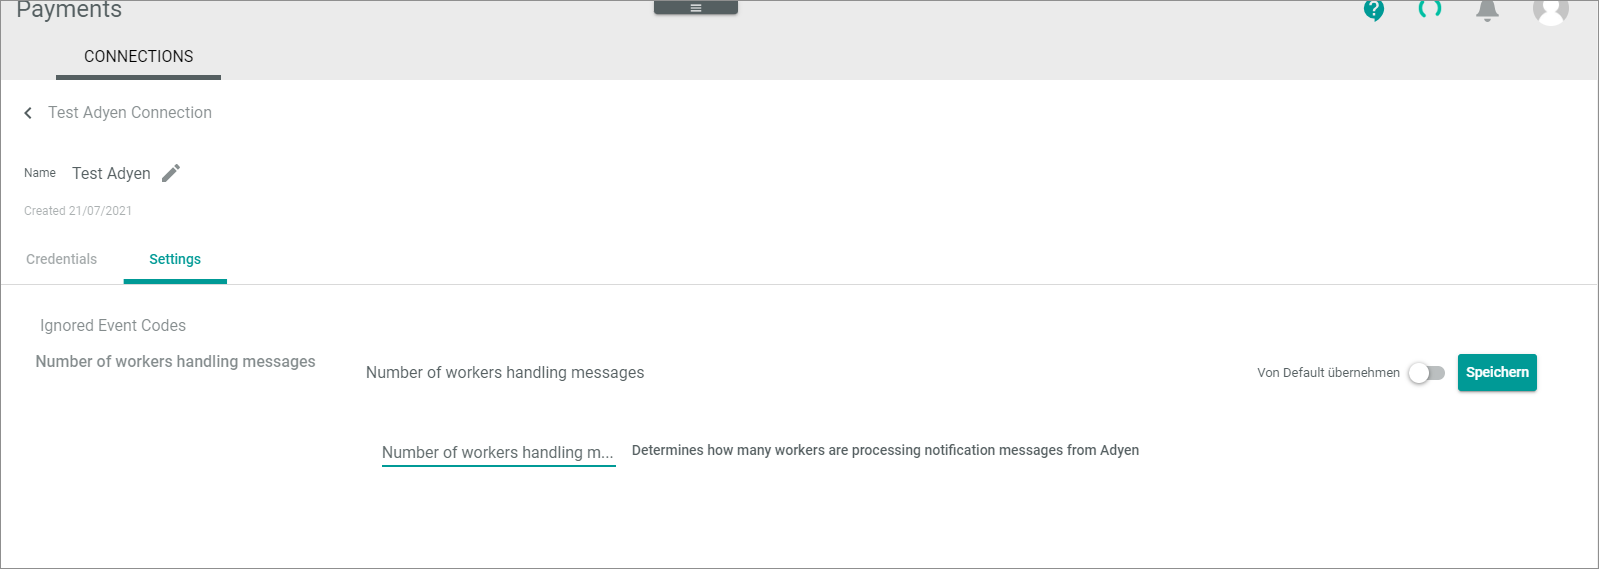 Payments
CONNECTIONS
Test Adyen Connection
Name Test Adyen
Created 21/07/2021
Credentials Settings
Ignored Event Codes
Number of workers handling messages
Number of workers handling messages
Von Default übernehmen Speichern
Number of workers handling m...
Determines how many workers are processing notification messages from Adyen